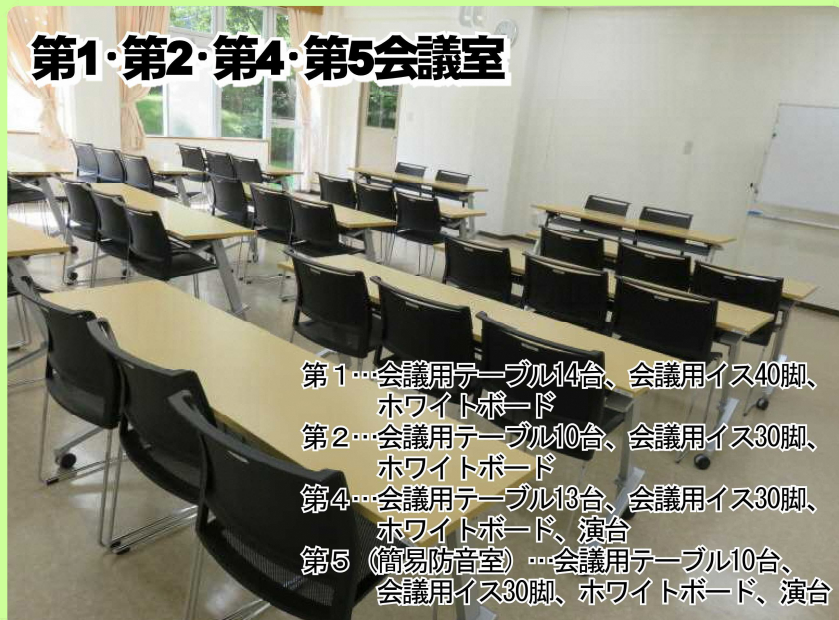 第1･第2･第4･第5会議室
第１…会議用テーブル14台、会議用イス40脚、
ホワイトボード
第２…会議用テーブル10台、会議用イス30脚、
ホワイトボード
第４…会議用テーブル13台、会議用イス30脚、
ホワイトボード、演台
第５（簡易防音室）…会議用テーブル10台、
会議用イス30脚、ホワイトボード、演台